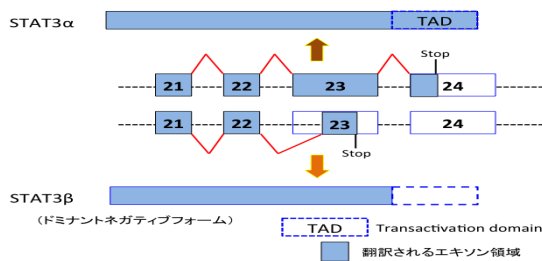 STAT3α
TAD
Stop
21 22 23 24
21 22 23 24
Stop
STAT3β
(ドミナントネガティブフォーム)
TAD Transactivation domain
翻訳されるエキソン領域